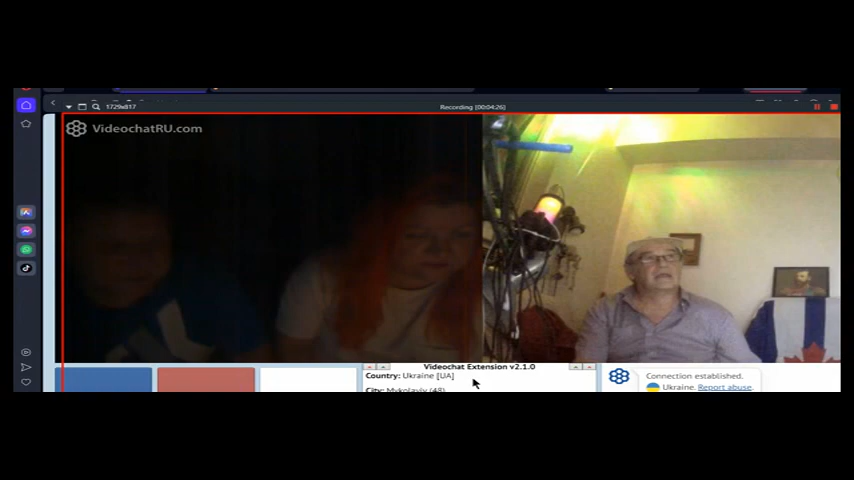 1729x817
Recording [00:04:26]
VideochatRU.com
Videochat Extension v2.1.0
Country: Ukraine [UA]
City: Mykolayiv (48)
Connection established.
Ukraine. Report abuse.